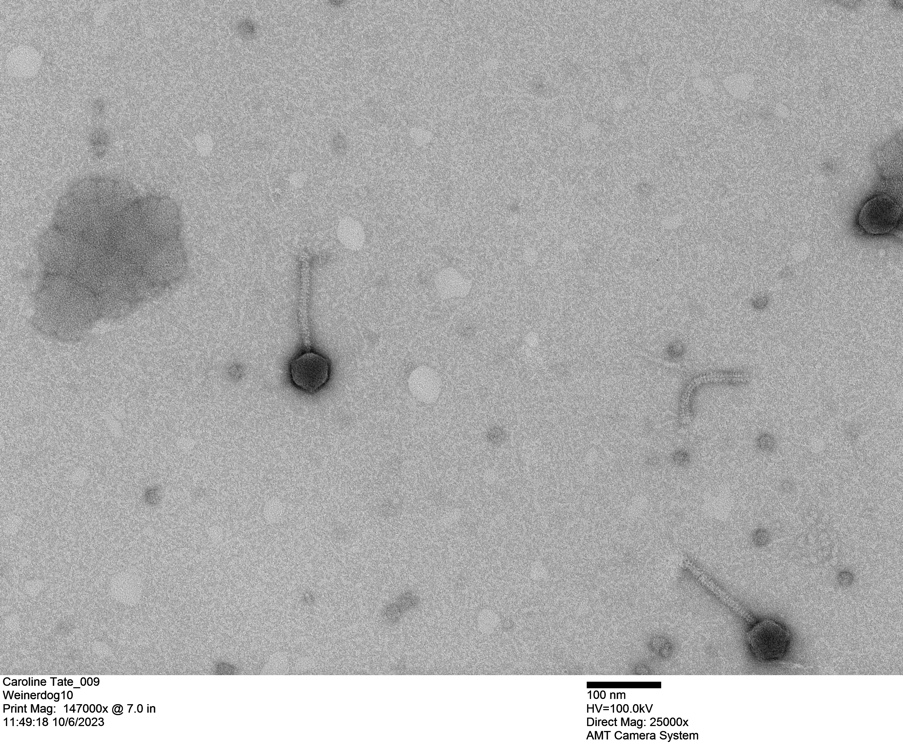 Caroline Tate_009
Weinerdog10
Print Mag: 147000x @ 7.0 in
11:49:18 10/6/2023
100 nm
HV=100.0kV
Direct Mag: 25000x
AMT Camera System